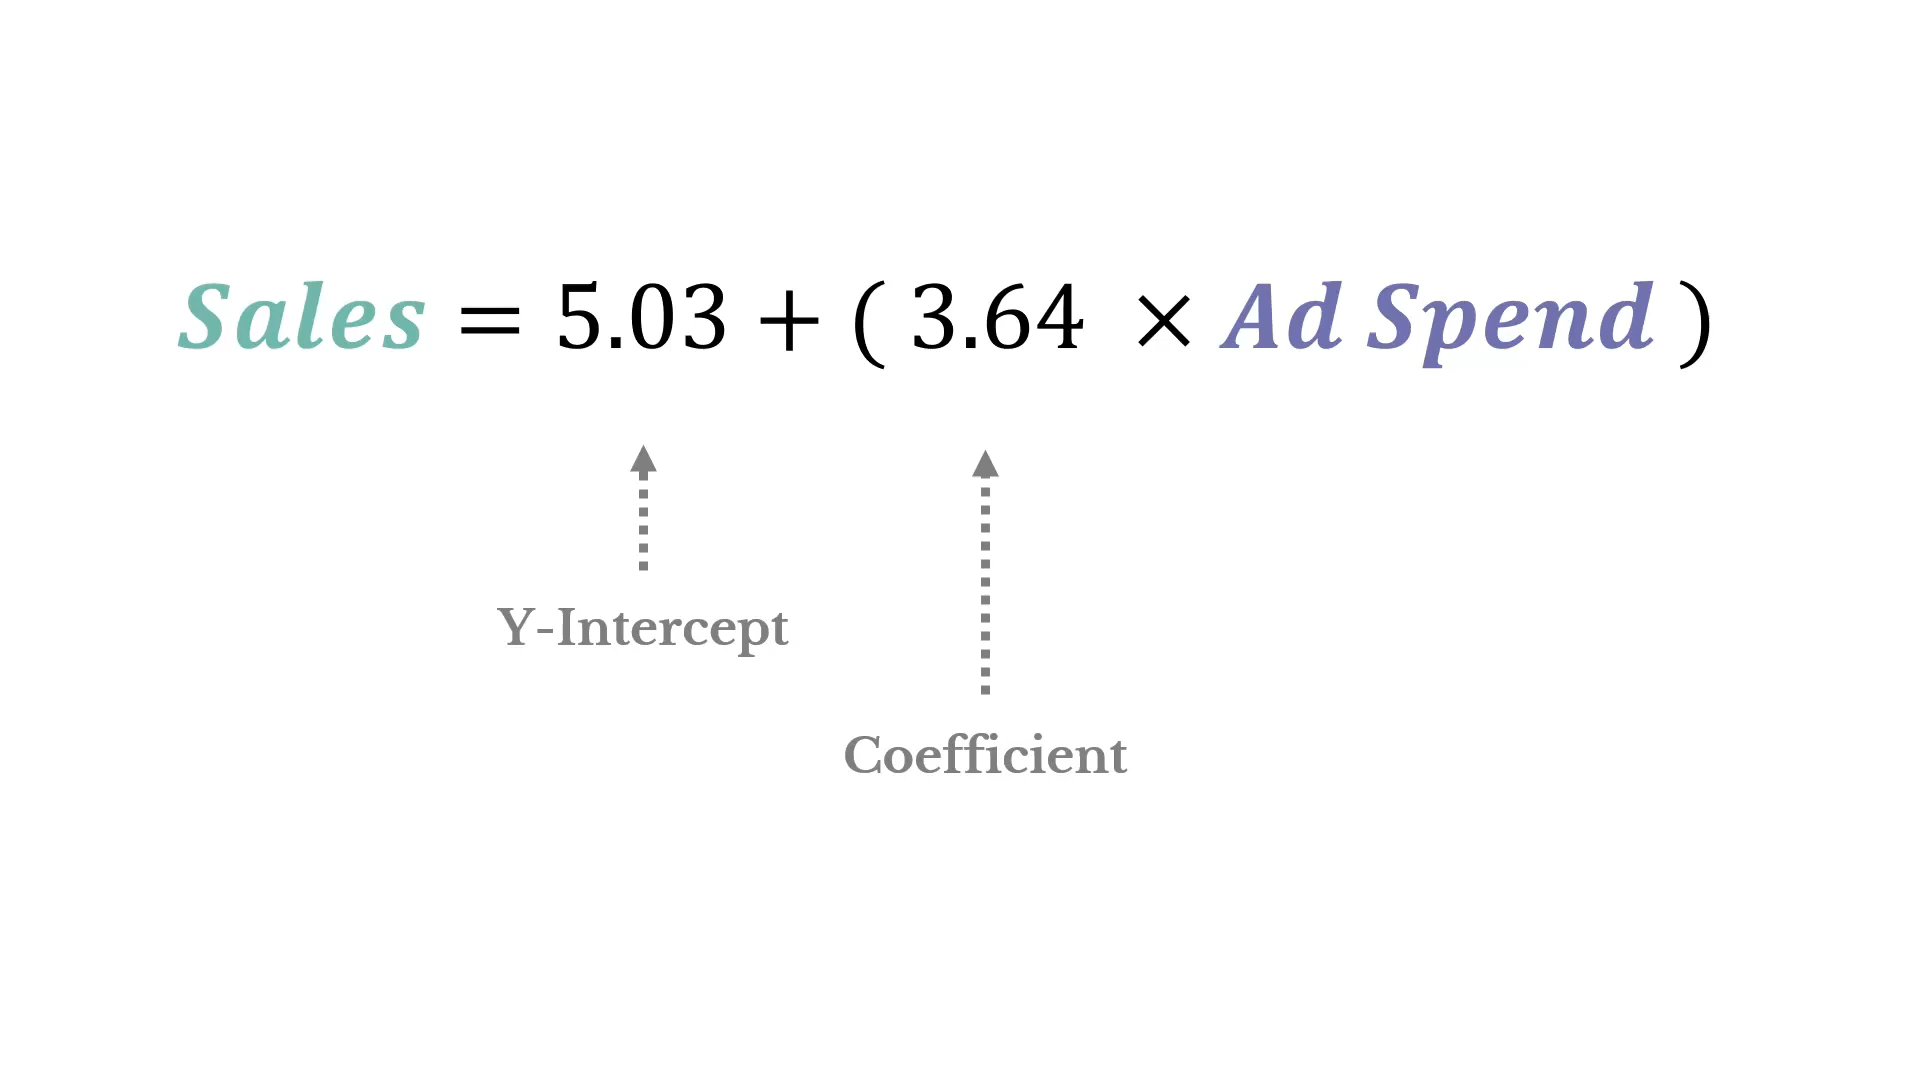 Sales = 5.03 + ( 3.64 × Ad Spend )
Y-Intercept
Coefficient